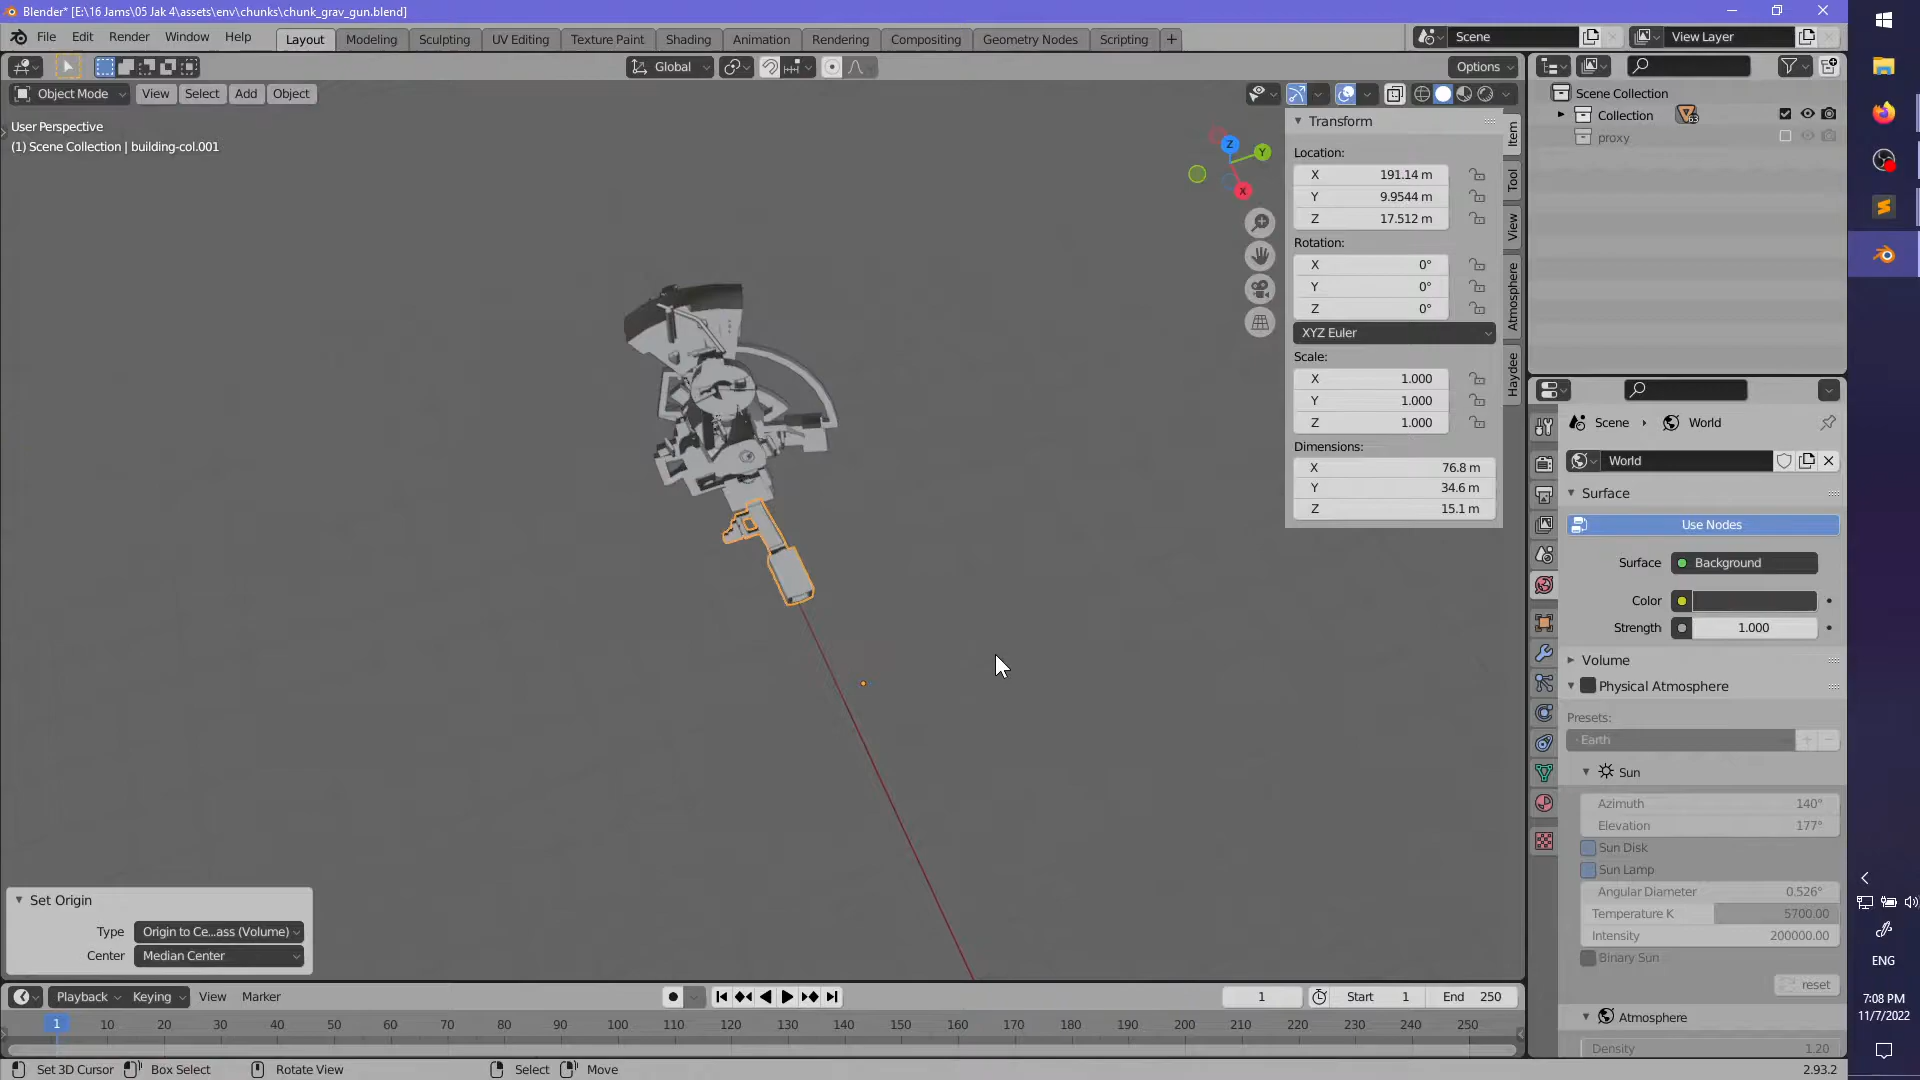 Blender* [E:\16 Jams\05 Jak 4\assets\env\chunks\chunk_grav_gun.blend]
File Edit Render Window Help
Layout Modeling Sculpting UV Editing Texture Paint Shading Animation Rendering Compositing Geometry Nodes Scripting +
Scene
View Layer
Global
Options
Object Mode View Select Add Object
User Perspective
(1) Scene Collection | building-col.001
Z
Y
X
Transform
Location:
X 191.14 m
Y 9.9544 m
Z 17.512 m
Rotation:
X 0°
Y 0°
Z 0°
XYZ Euler
Scale:
X 1.000
Y 1.000
Z 1.000
Dimensions:
X 76.8 m
Y 34.6 m
Z 15.1 m
Item
Tool
View
Atmosphere
Haydee
Scene Collection
Collection 63
proxy
Scene World
World
Surface
Use Nodes
Surface Background
Color
Strength 1.000
Volume
Physical Atmosphere
Presets:
Earth
Sun
Azimuth 140°
Elevation 177°
Sun Disk
Sun Lamp
Angular Diameter 0.526°
Temperature K 5700.00
Intensity 200000.00
Binary Sun
reset
Atmosphere
Density 1.20
Set Origin
Type Origin to Ce...ass (Volume)
Center Median Center
Playback Keying View Marker
1
Start 1
End 250
1 10 20 30 40 50 60 70 80 90 100 110 120 130 140 150 160 170 180 190 200 210 220 230 240 250
Set 3D Cursor Box Select Rotate View Select Move
2.93.2
ENG
7:08 PM
11/7/2022